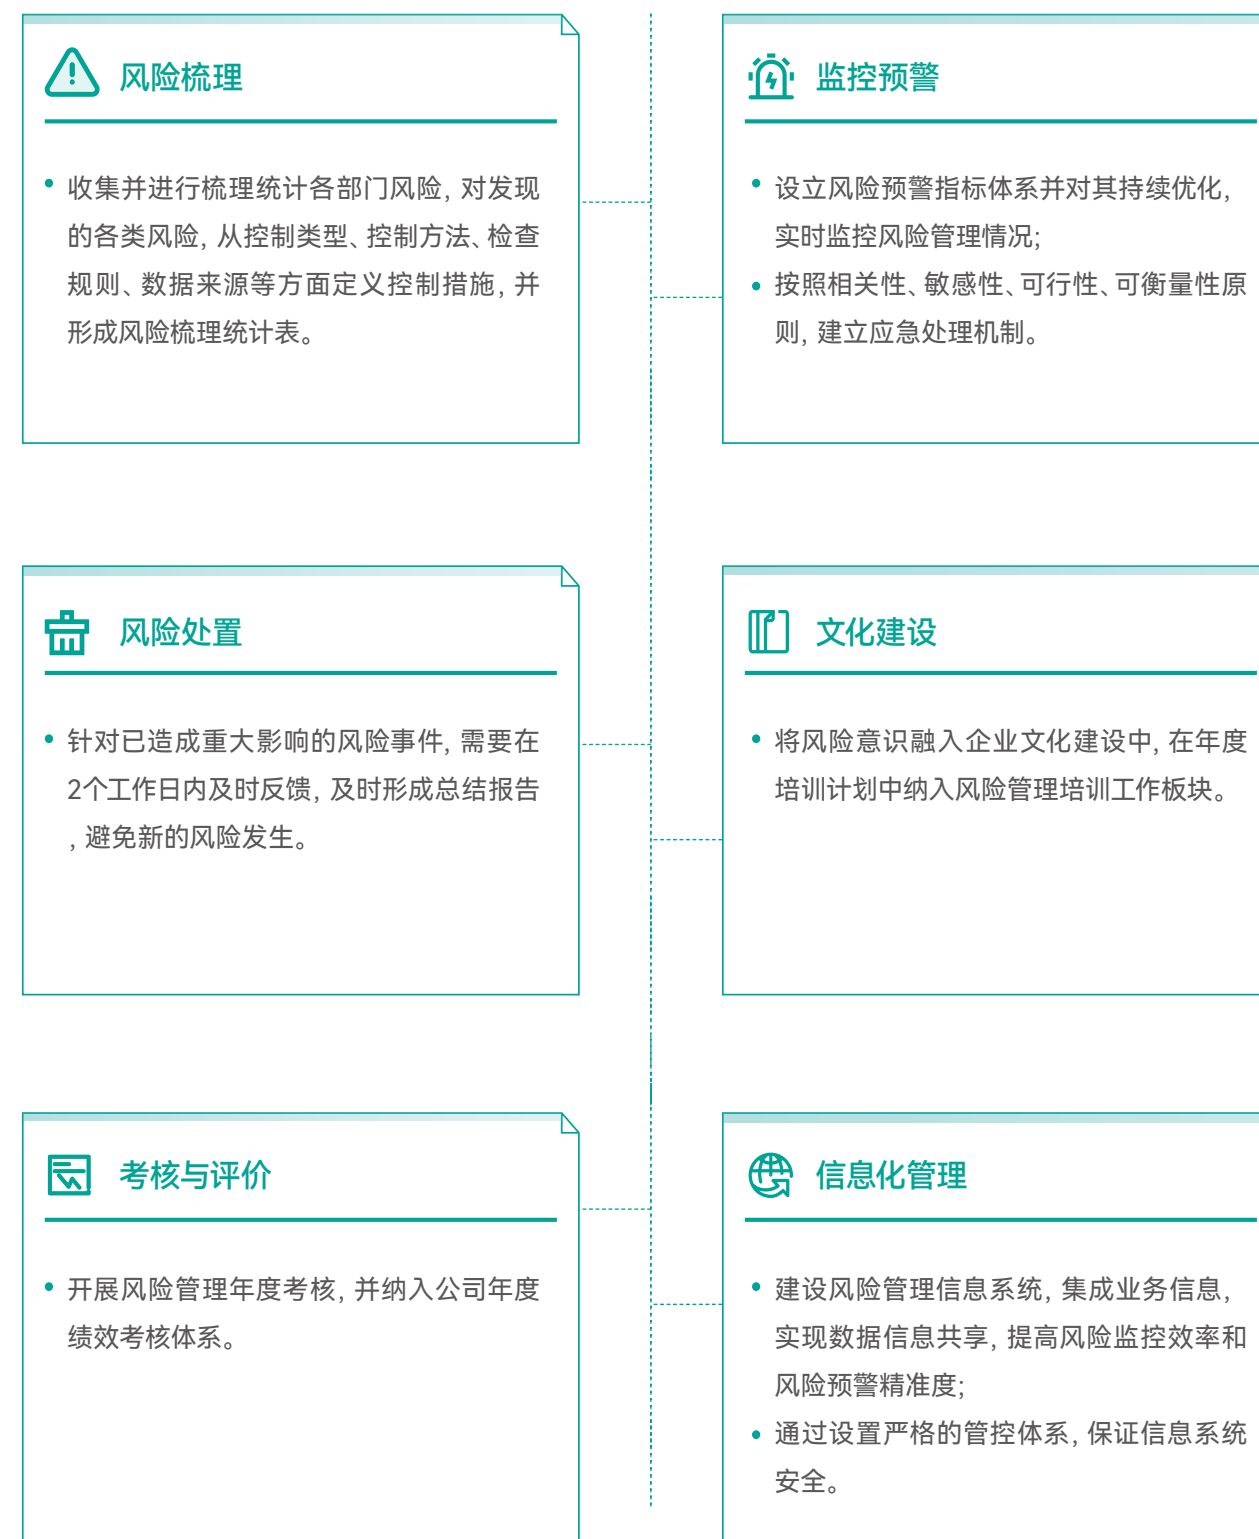 风险梳理
收集并进行梳理统计各部门风险, 对发现
的各类风险, 从控制类型、控制方法、检查
规则、数据来源等方面定义控制措施, 并
形成风险梳理统计表。
监控预警
设立风险预警指标体系并对其持续优化,
实时监控风险管理情况;
按照相关性、敏感性、可行性、可衡量性原
则, 建立应急处理机制。
风险处置
针对已造成重大影响的风险事件, 需要在
2个工作日内及时反馈, 及时形成总结报告
, 避免新的风险发生。
文化建设
将风险意识融入企业文化建设中, 在年度
培训计划中纳入风险管理培训工作板块。
考核与评价
开展风险管理年度考核, 并纳入公司年度
绩效考核体系。
信息化管理
建设风险管理信息系统, 集成业务信息,
实现数据信息共享, 提高风险监控效率和
风险预警精准度;
通过设置严格的管控体系, 保证信息系统
安全。